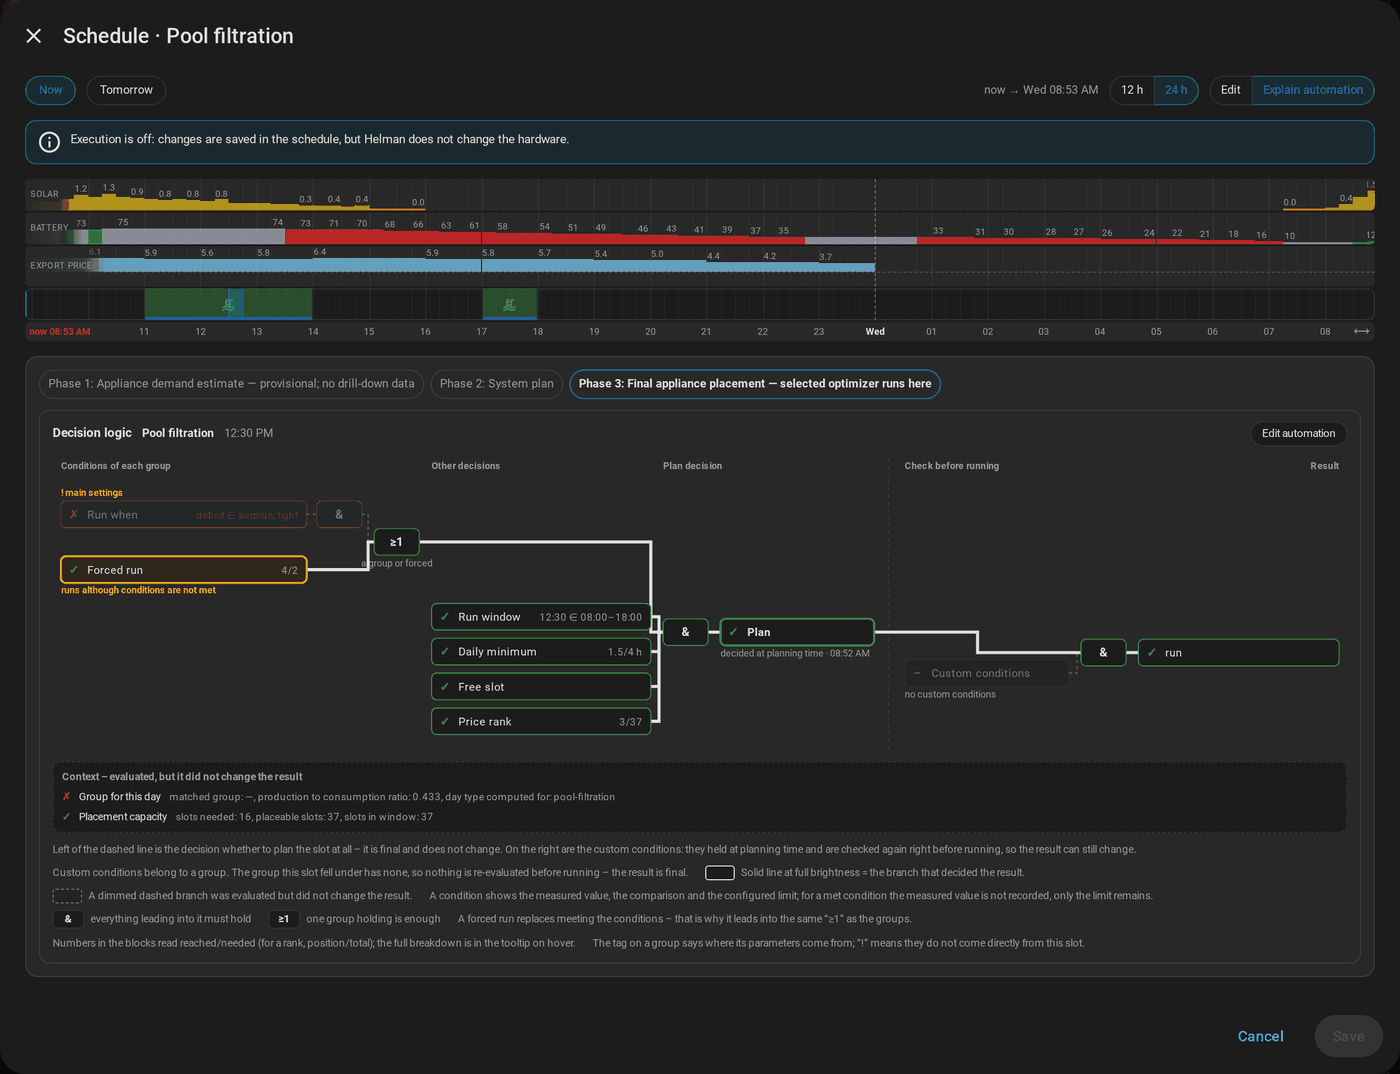 Schedule · Pool filtration
Now Tomorrow now → Wed 08:53 AM 12 h 24 h Edit Explain automation
Execution is off: changes are saved in the schedule, but Helman does not change the hardware.
SOLAR 1.2 1.3 0.9 0.8 0.8 0.8 0.3 0.4 0.4 0.0 0.0 0.4
BATTERY 73 75 74 73 71 70 68 66 63 61 58 54 51 49 46 43 41 39 37 35 33 31 30 28 27 26 24 22 21 18 16 10 12
EXPORT PRICE 6.1 5.9 5.6 5.8 6.4 5.9 5.8 5.7 5.4 5.0 4.4 4.2 3.7
now 08:53 AM 11 12 13 14 15 16 17 18 19 20 21 22 23 Wed 01 02 03 04 05 06 07 08
Phase 1: Appliance demand estimate — provisional; no drill-down data Phase 2: System plan Phase 3: Final appliance placement — selected optimizer runs here
Decision logic Pool filtration 12:30 PM Edit automation
Conditions of each group Other decisions Plan decision Check before running Result
! main settings
✗ Run when deficit ∈ surplus, tight &
≥1
a group or forced
✓ Forced run 4/2
runs although conditions are not met
✓ Run window 12:30 ∈ 08:00–18:00
& ✓ Plan
decided at planning time · 08:52 AM
✓ Daily minimum 1.5/4 h
& ✓ run
– Custom conditions
no custom conditions
✓ Free slot
✓ Price rank 3/37
Context – evaluated, but it did not change the result
✗ Group for this day matched group: —, production to consumption ratio: 0.433, day type computed for: pool-filtration
✓ Placement capacity slots needed: 16, placeable slots: 37, slots in window: 37
Left of the dashed line is the decision whether to plan the slot at all – it is final and does not change. On the right are the custom conditions: they held at planning time and are checked again right before running, so the result can still change.
Custom conditions belong to a group. The group this slot fell under has none, so nothing is re-evaluated before running – the result is final. Solid line at full brightness = the branch that decided the result.
A dimmed dashed branch was evaluated but did not change the result. A condition shows the measured value, the comparison and the configured limit; for a met condition the measured value is not recorded, only the limit remains.
& everything leading into it must hold ≥1 one group holding is enough A forced run replaces meeting the conditions – that is why it leads into the same “≥1” as the groups.
Numbers in the blocks read reached/needed (for a rank, position/total); the full breakdown is in the tooltip on hover. The tag on a group says where its parameters come from; “!” means they do not come directly from this slot.
Cancel Save